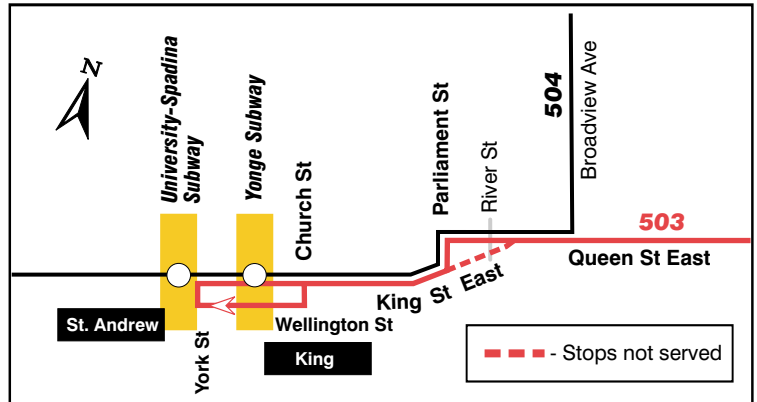 N
University-Spadina
Subway
Yonge Subway
Church St
Parliament St
River St
504
Broadview Ave
503
Queen St East
King St East
St. Andrew
York St
Wellington St
King
- Stops not served